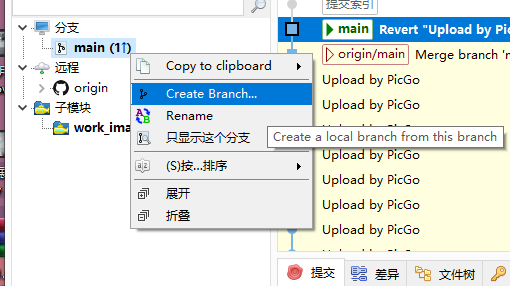 分支
main (1↑)
远程
origin
子模块
work_ima
Copy to clipboard
Create Branch...
Rename
只显示这个分支
(S)按...排序
展开
折叠
Create a local branch from this branch
提交索引
main Revert "Upload by Pic
origin/main Merge branch 'r
Upload by PicGo
Upload by PicGo
Upload by PicGo
Upload by PicGo
Upload by PicGo
Upload by PicGo
Upload by PicGo
提交
差异
文件树